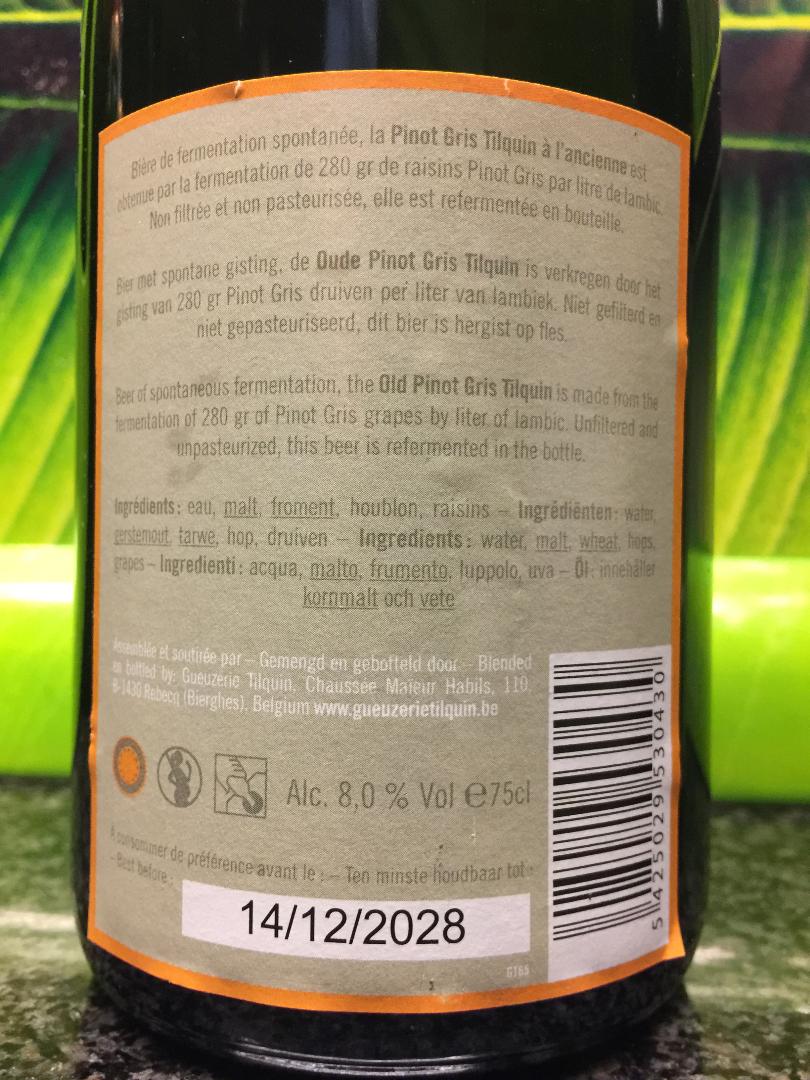 Bière de fermentation spontanée, la Pinot Gris Tilquin à l'ancienne est
obtenue par la fermentation de 280 gr de raisins Pinot Gris par litre de lambic.
Non filtrée et non pasteurisée, elle est refermentée en bouteille.
Bier met spontane gisting, de Oude Pinot Gris Tilquin is verkregen door het
gisting van 280 gr Pinot Gris druiven per liter van lambiek. Niet gefilterd en
niet gepasteuriseerd, dit bier is hergist op fles.
Beer of spontaneous fermentation, the Old Pinot Gris Tilquin is made from the
fermentation of 280 gr of Pinot Gris grapes by liter of lambic. Unfiltered and
unpasteurized, this beer is refermented in the bottle.
Ingrédients: eau, malt, froment, houblon, raisins – Ingrediënten: water,
gerstemout, tarwe, hop, druiven – Ingredients: water, malt, wheat, hops,
grapes – Ingredienti: acqua, malto, frumento, luppolo, uva – Öl: innehåller
kornmalt och vete
Assemblée et soutirée par – Gemengd en gebotteld door – Blended
en bottled by: Gueuzerie Tilquin, Chaussée Maïeur Habils, 110,
B-1430 Rebecq (Bierghes), Belgium www.gueuzerietilquin.be
Alc. 8,0 % Vol e75cl
A consommer de préférence avant le : – Ten minste houdbaar tot :
– Best before :
14/12/2028
GT65
5 425029 530430